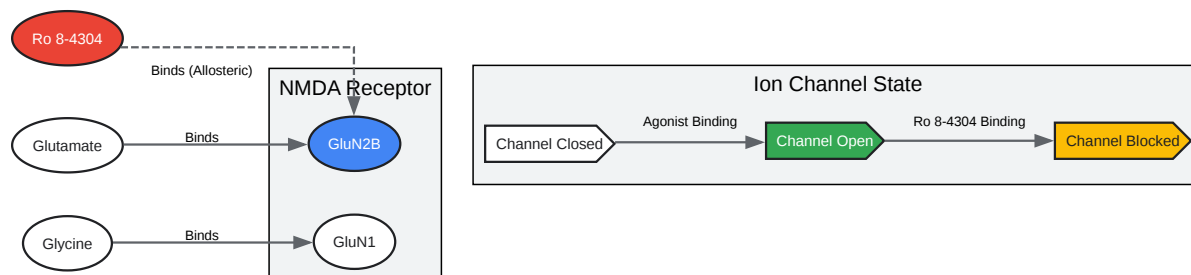 Ro 8-4304
Binds (Allosteric)
NMDA Receptor
Glutamate
Binds
GluN2B
Glycine
Binds
GluN1
Ion Channel State
Channel Closed
Agonist Binding
Channel Open
Ro 8-4304 Binding
Channel Blocked